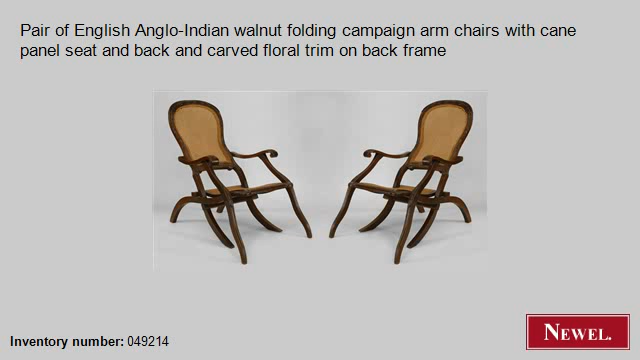 Pair of English Anglo-Indian walnut folding campaign arm chairs with cane
panel seat and back and carved floral trim on back frame
Inventory number: 049214
NEWEL.